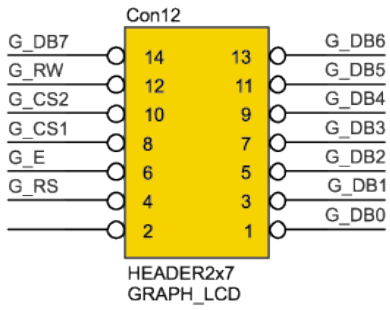 Con12
G_DB7 14 13 G_DB6
G_RW 12 11 G_DB5
G_CS2 10 9 G_DB4
G_CS1 8 7 G_DB3
G_E 6 5 G_DB2
G_RS 4 3 G_DB1
2 1 G_DB0
HEADER2x7
GRAPH_LCD